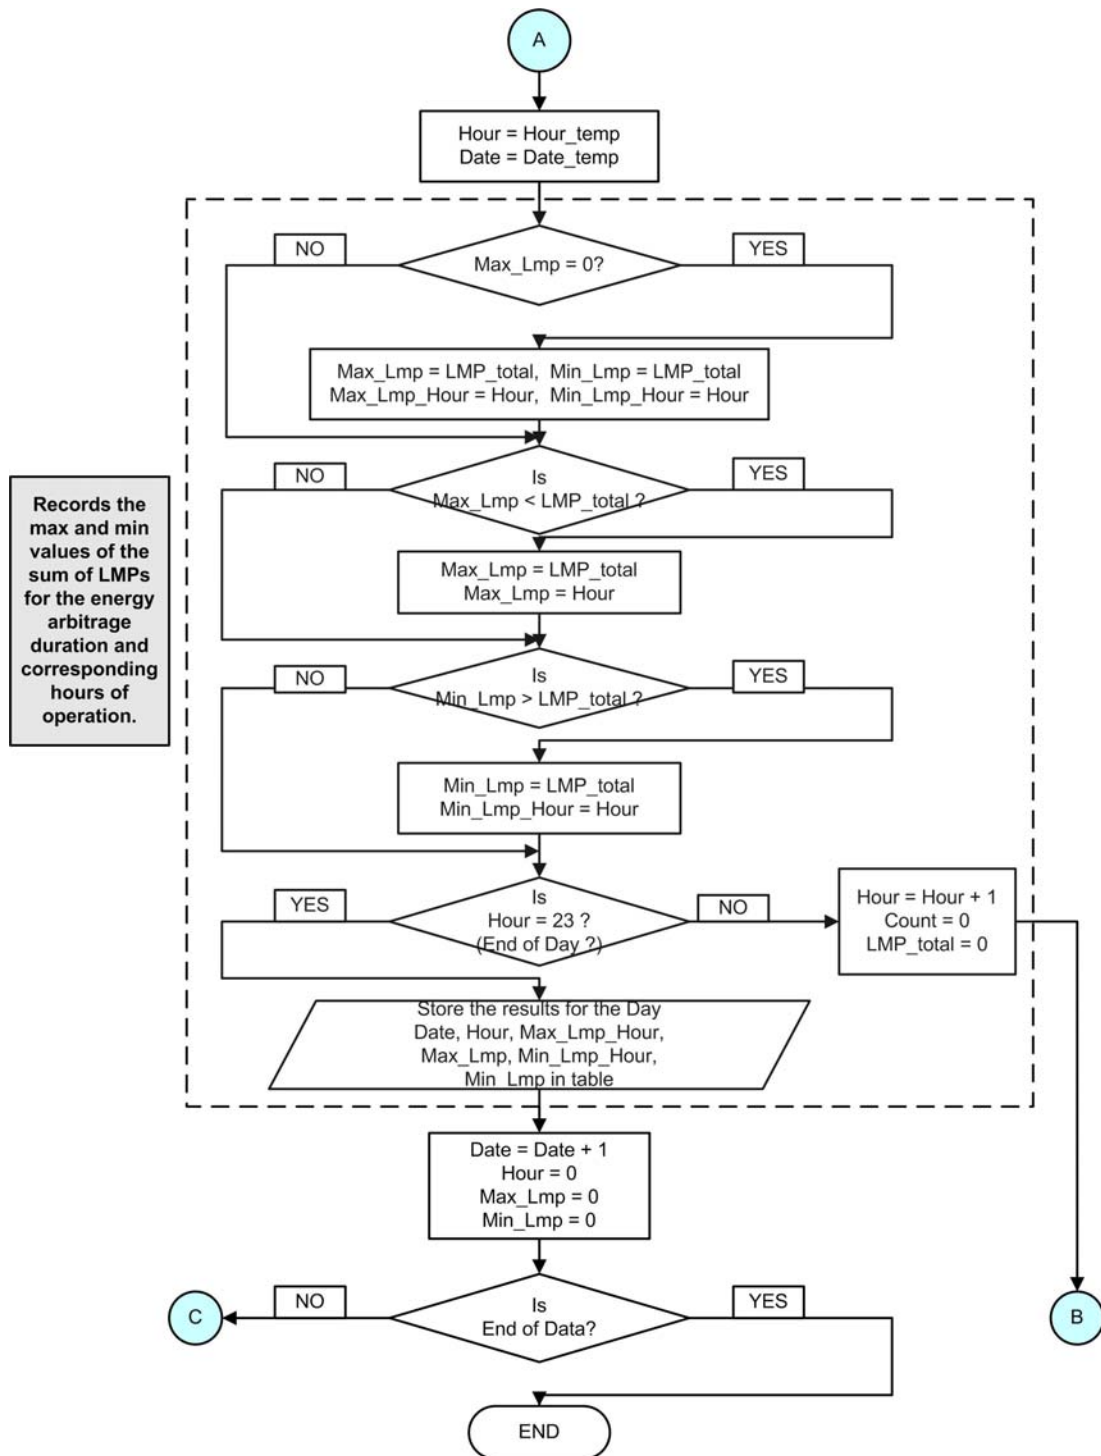 A
Hour = Hour_temp
Date = Date_temp
NO
Max_Lmp = 0?
YES
Max_Lmp = LMP_total, Min_Lmp = LMP_total
Max_Lmp_Hour = Hour, Min_Lmp_Hour = Hour
NO
Is
Max_Lmp < LMP_total ?
YES
Records the
max and min
values of the
sum of LMPs
for the energy
arbitrage
duration and
corresponding
hours of
operation.
Max_Lmp = LMP_total
Max_Lmp = Hour
NO
Is
Min_Lmp > LMP_total ?
YES
Min_Lmp = LMP_total
Min_Lmp_Hour = Hour
YES
Is
Hour = 23 ?
(End of Day ?)
NO
Hour = Hour + 1
Count = 0
LMP_total = 0
Store the results for the Day
Date, Hour, Max_Lmp_Hour,
Max_Lmp, Min_Lmp_Hour,
Min_Lmp in table
Date = Date + 1
Hour = 0
Max_Lmp = 0
Min_Lmp = 0
C
NO
Is
End of Data?
YES
B
END